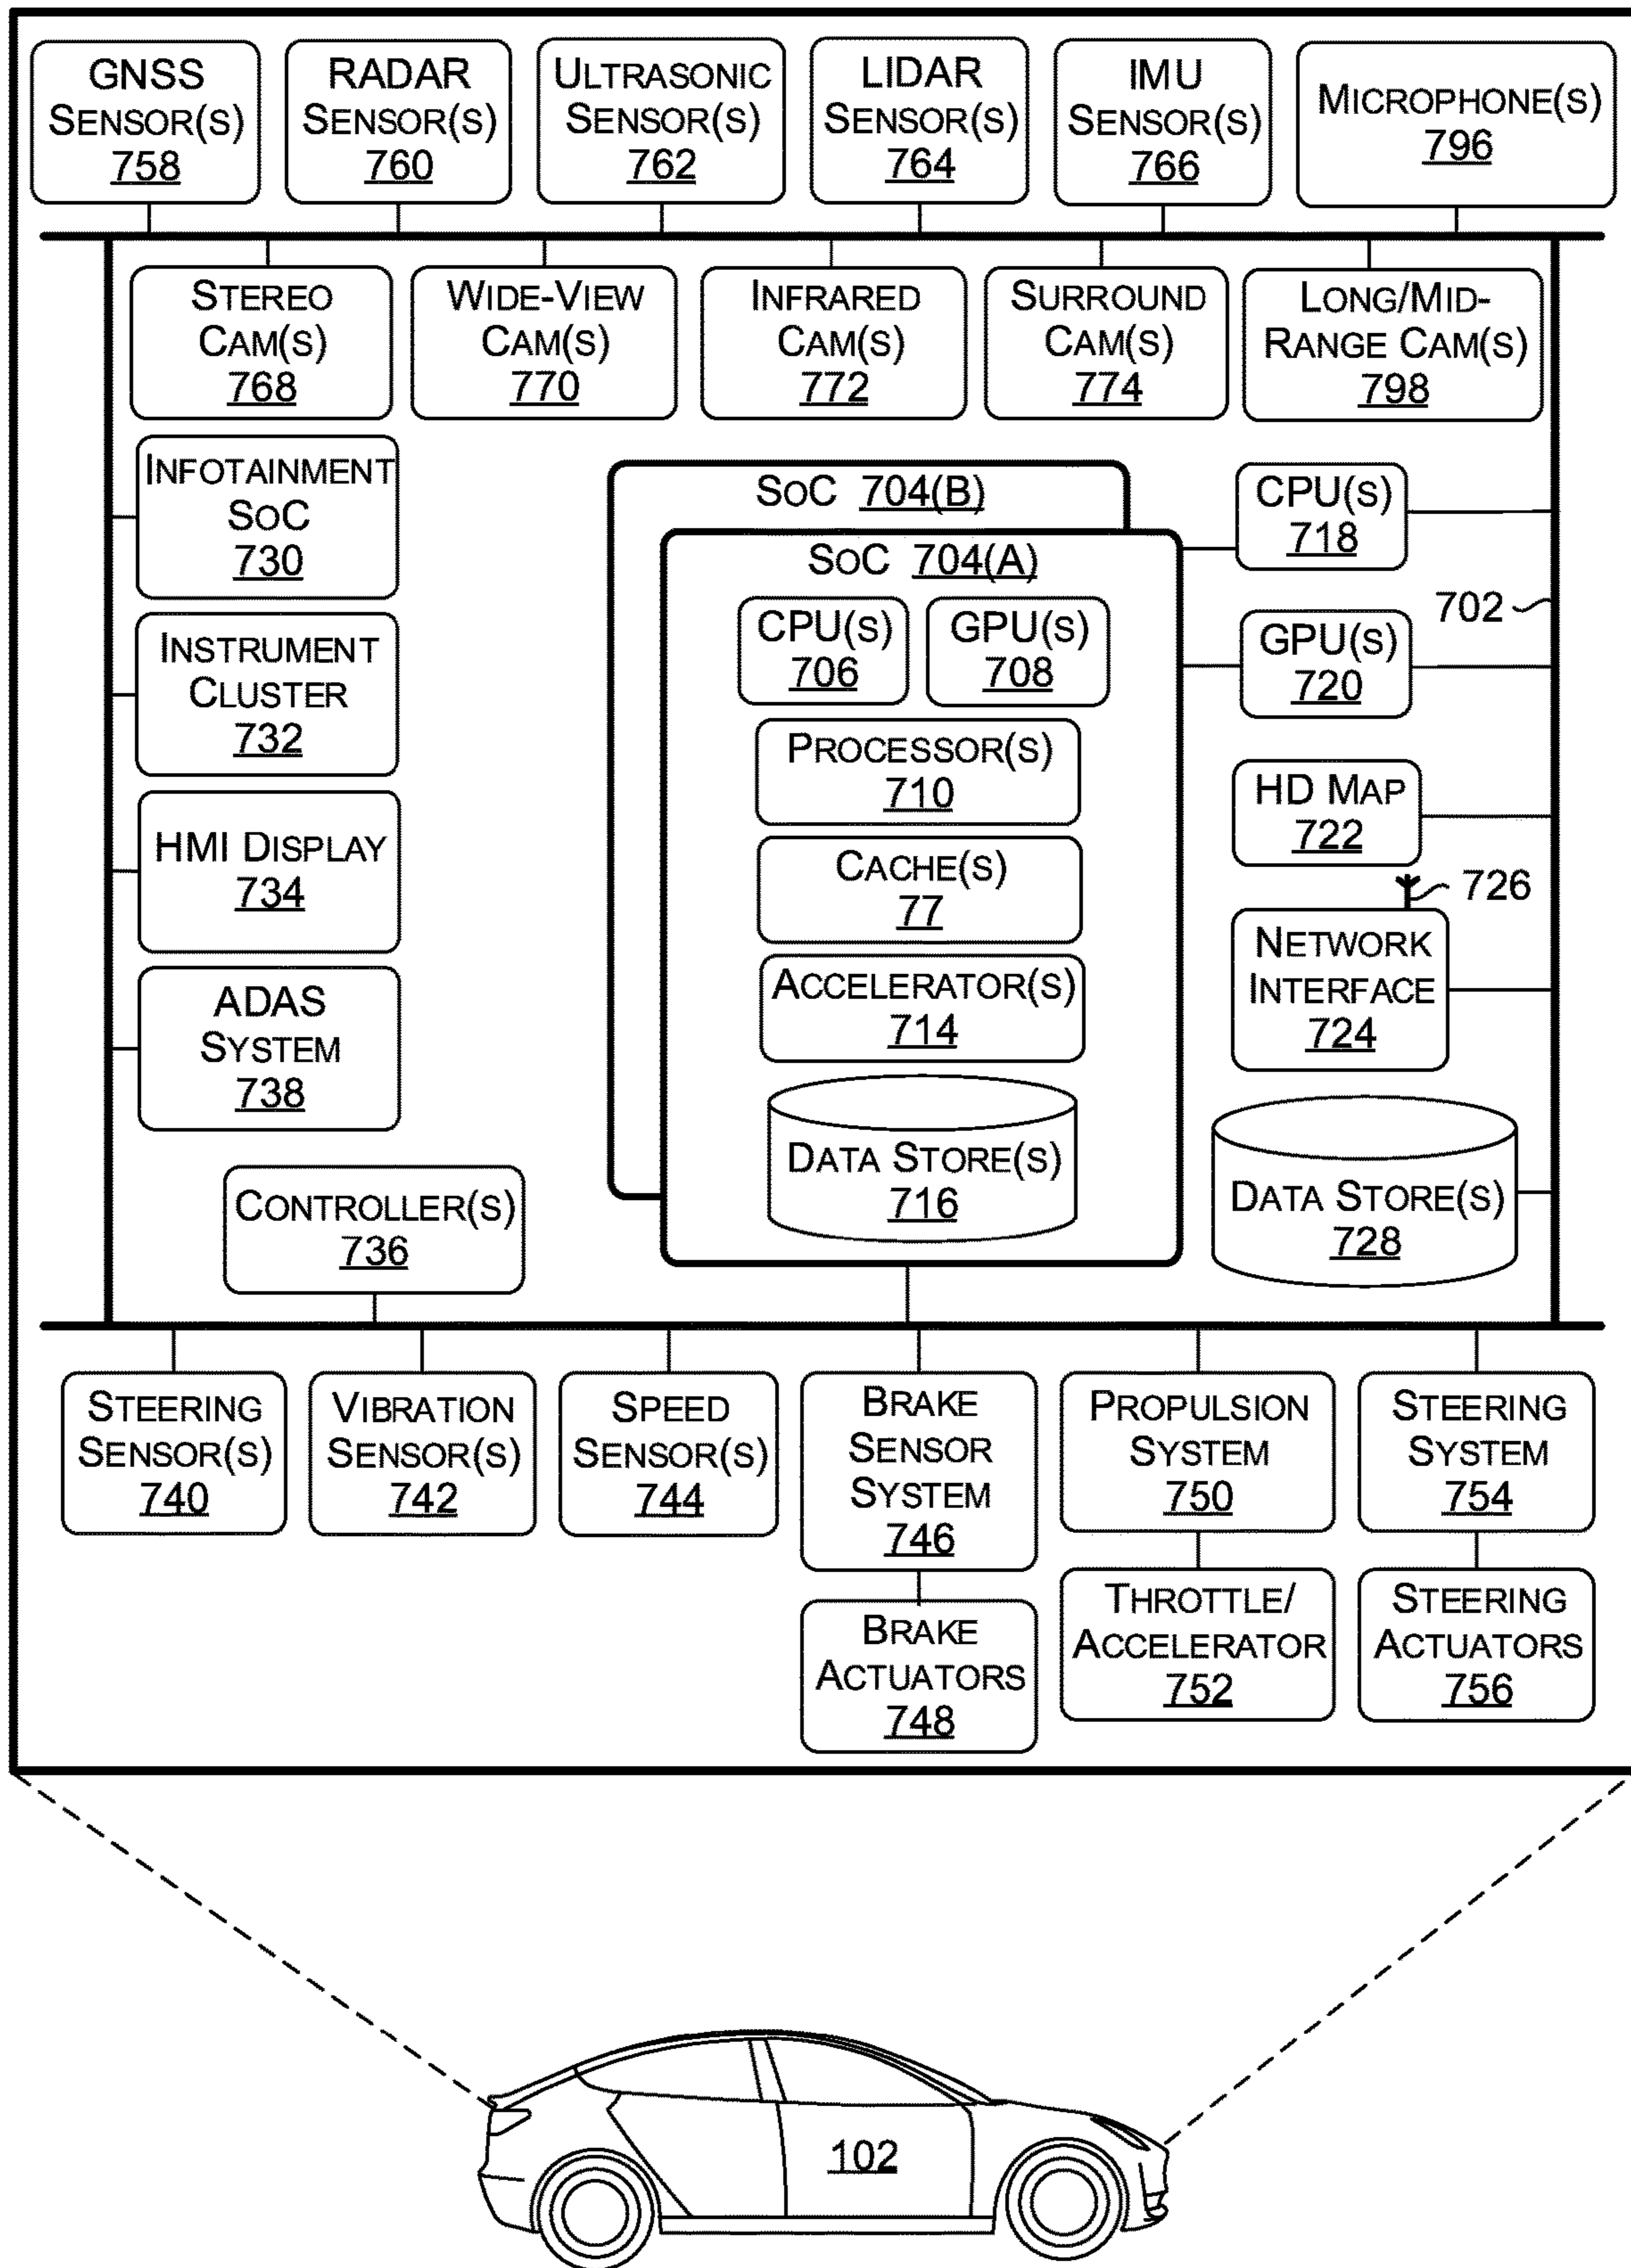 GNSS
SENSOR(S)
758
RADAR
SENSOR(S)
760
ULTRASONIC
SENSOR(S)
762
LIDAR
SENSOR(S)
764
IMU
SENSOR(S)
766
MICROPHONE(S)
796
STEREO
CAM(S)
768
WIDE-VIEW
CAM(S)
770
INFRARED
CAM(S)
772
SURROUND
CAM(S)
774
LONG/MID-
RANGE CAM(S)
798
INFOTAINMENT
SOC
730
INSTRUMENT
CLUSTER
732
HMI DISPLAY
734
ADAS
SYSTEM
738
CONTROLLER(S)
736
SOC 704(B)
SOC 704(A)
CPU(S)
706
GPU(S)
708
PROCESSOR(S)
710
CACHE(S)
77
ACCELERATOR(S)
714
DATA STORE(S)
716
CPU(S)
718
702
GPU(S)
720
HD MAP
722
726
NETWORK
INTERFACE
724
DATA STORE(S)
728
STEERING
SENSOR(S)
740
VIBRATION
SENSOR(S)
742
SPEED
SENSOR(S)
744
BRAKE
SENSOR
SYSTEM
746
PROPULSION
SYSTEM
750
STEERING
SYSTEM
754
BRAKE
ACTUATORS
748
THROTTLE/
ACCELERATOR
752
STEERING
ACTUATORS
756
102